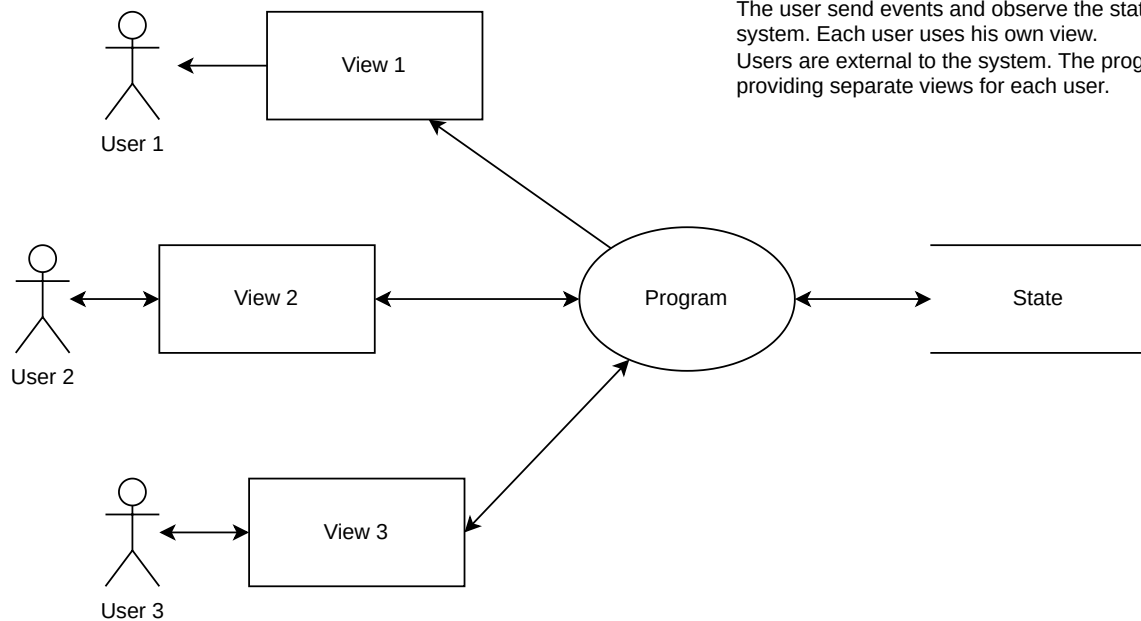 The user send events and observe the stat
system. Each user uses his own view.
Users are external to the system. The prog
providing separate views for each user.
View 1
User 1
View 2
Program
State
User 2
View 3
User 3